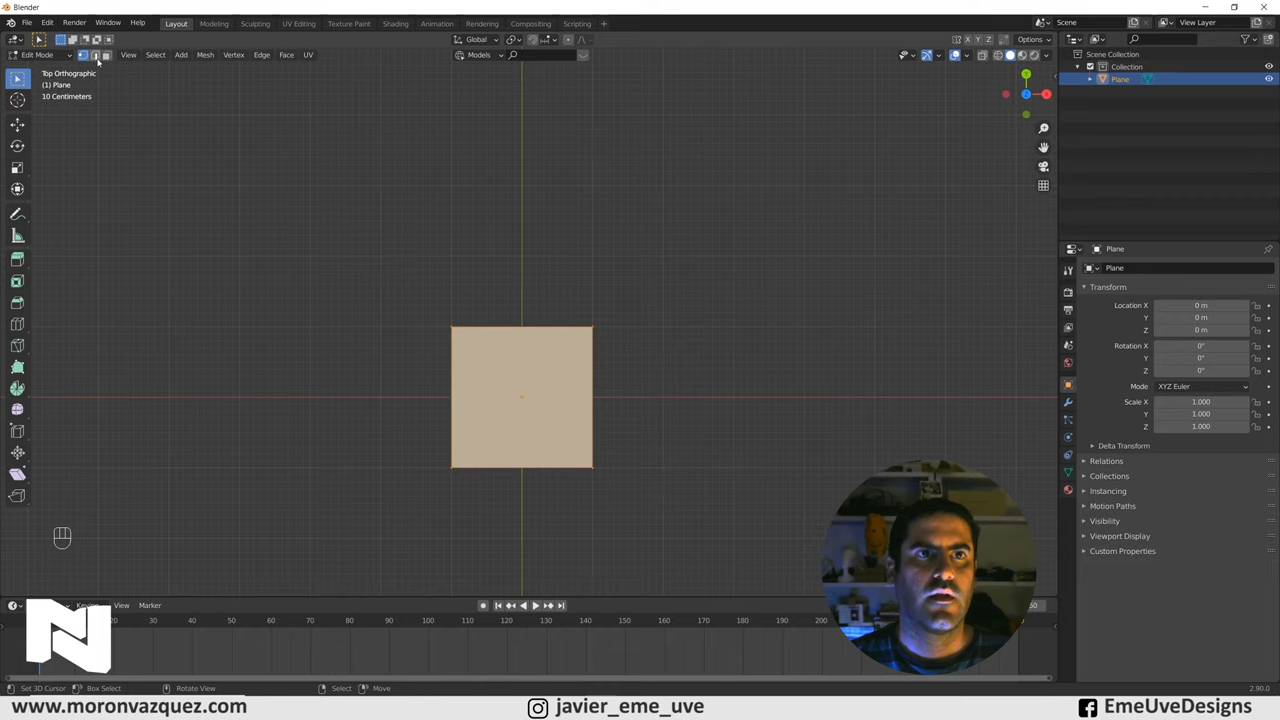 Blender
File Edit Render Window Help Layout Modeling Sculpting UV Editing Texture Paint Shading Animation Rendering Compositing Scripting + Scene View Layer
Global Options
Edit Mode View Select Add Mesh Vertex Edge Face UV Models
X Y Z
Top Orthographic
(1) Plane
10 Centimeters
Y
Z
X
Scene Collection
Collection
Plane
Plane
Plane
Transform
Location X 0 m
Y 0 m
Z 0 m
Rotation X 0°
Y 0°
Z 0°
Mode XYZ Euler
Scale X 1.000
Y 1.000
Z 1.000
Delta Transform
Relations
Collections
Instancing
Motion Paths
Visibility
Viewport Display
Custom Properties
View Marker
20 30 40 50 60 70 80 90 100 110 120 130 140 150 160 170 180 190 200
Set 3D Cursor Box Select Rotate View Select Move 2.90.0
www.moronvazquez.com javier_eme_uve EmeUveDesigns